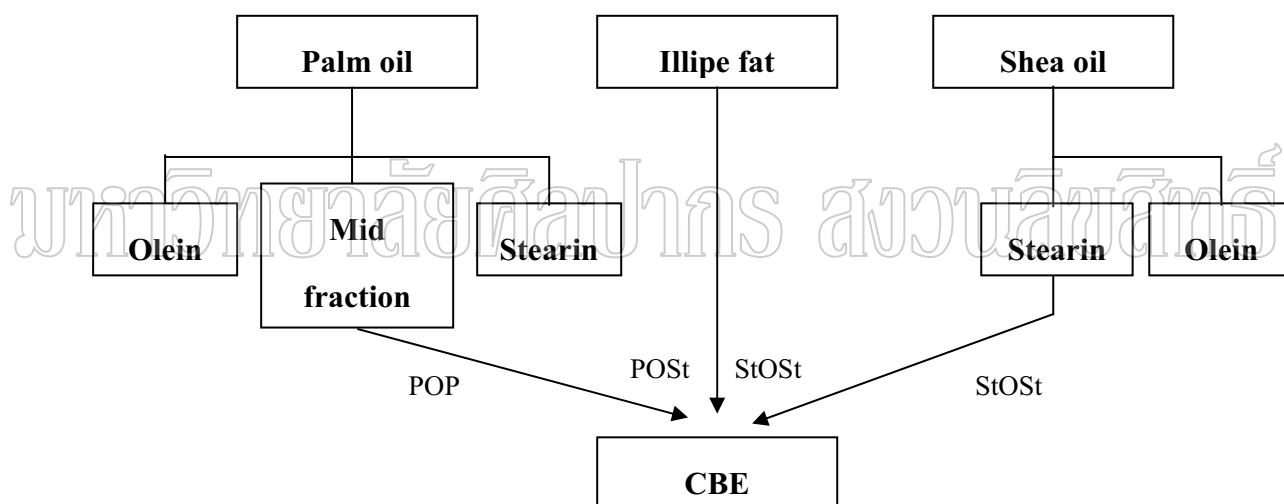 Palm oil
Illipe fat
Shea oil
มหาวิทยาลัยศิลปากร สงวนลิขสิทธิ์
Olein
Mid
fraction
Stearin
Stearin
Olein
POP
POSt
StOSt
StOSt
CBE